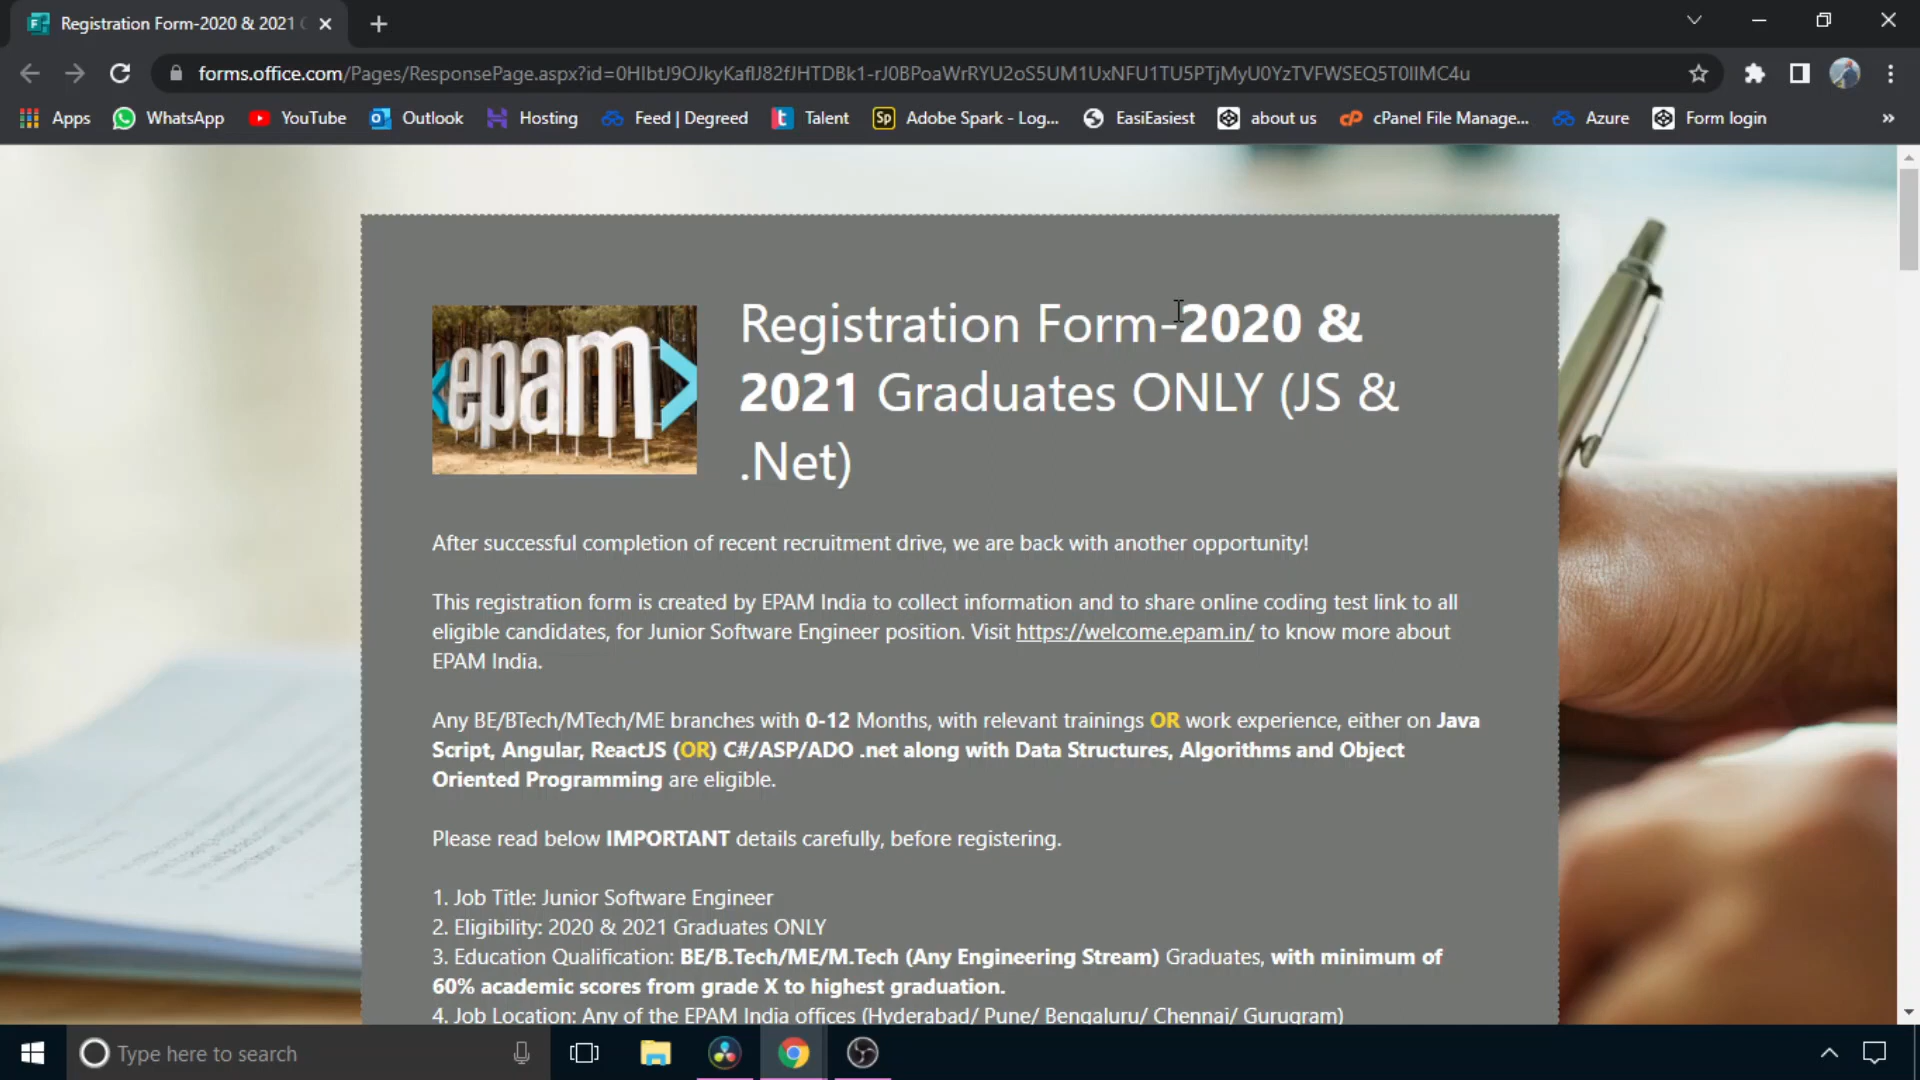 Registration Form-2020 & 2021
forms.office.com/Pages/ResponsePage.aspx?id=0HIbtJ9OJkyKaflJ82fJHTDBk1-rJ0BPoaWrRYU2oS5UM1UxNFU1TU5PTjMyU0YzTVFWSEQ5T0lIMC4u
Apps WhatsApp YouTube Outlook Hosting Feed | Degreed t Talent Sp Adobe Spark - Log... EasiEasiest about us cP cPanel File Manage... Azure Form login »
epam
Registration Form-2020 &
2021 Graduates ONLY (JS &
.Net)
After successful completion of recent recruitment drive, we are back with another opportunity!
This registration form is created by EPAM India to collect information and to share online coding test link to all
eligible candidates, for Junior Software Engineer position. Visit https://welcome.epam.in/ to know more about
EPAM India.
Any BE/BTech/MTech/ME branches with 0-12 Months, with relevant trainings OR work experience, either on Java
Script, Angular, ReactJS (OR) C#/ASP/ADO .net along with Data Structures, Algorithms and Object
Oriented Programming are eligible.
Please read below IMPORTANT details carefully, before registering.
1. Job Title: Junior Software Engineer
2. Eligibility: 2020 & 2021 Graduates ONLY
3. Education Qualification: BE/B.Tech/ME/M.Tech (Any Engineering Stream) Graduates, with minimum of
60% academic scores from grade X to highest graduation.
4. Job Location: Any of the EPAM India offices (Hyderabad/ Pune/ Bengaluru/ Chennai/ Gurugram)
Type here to search